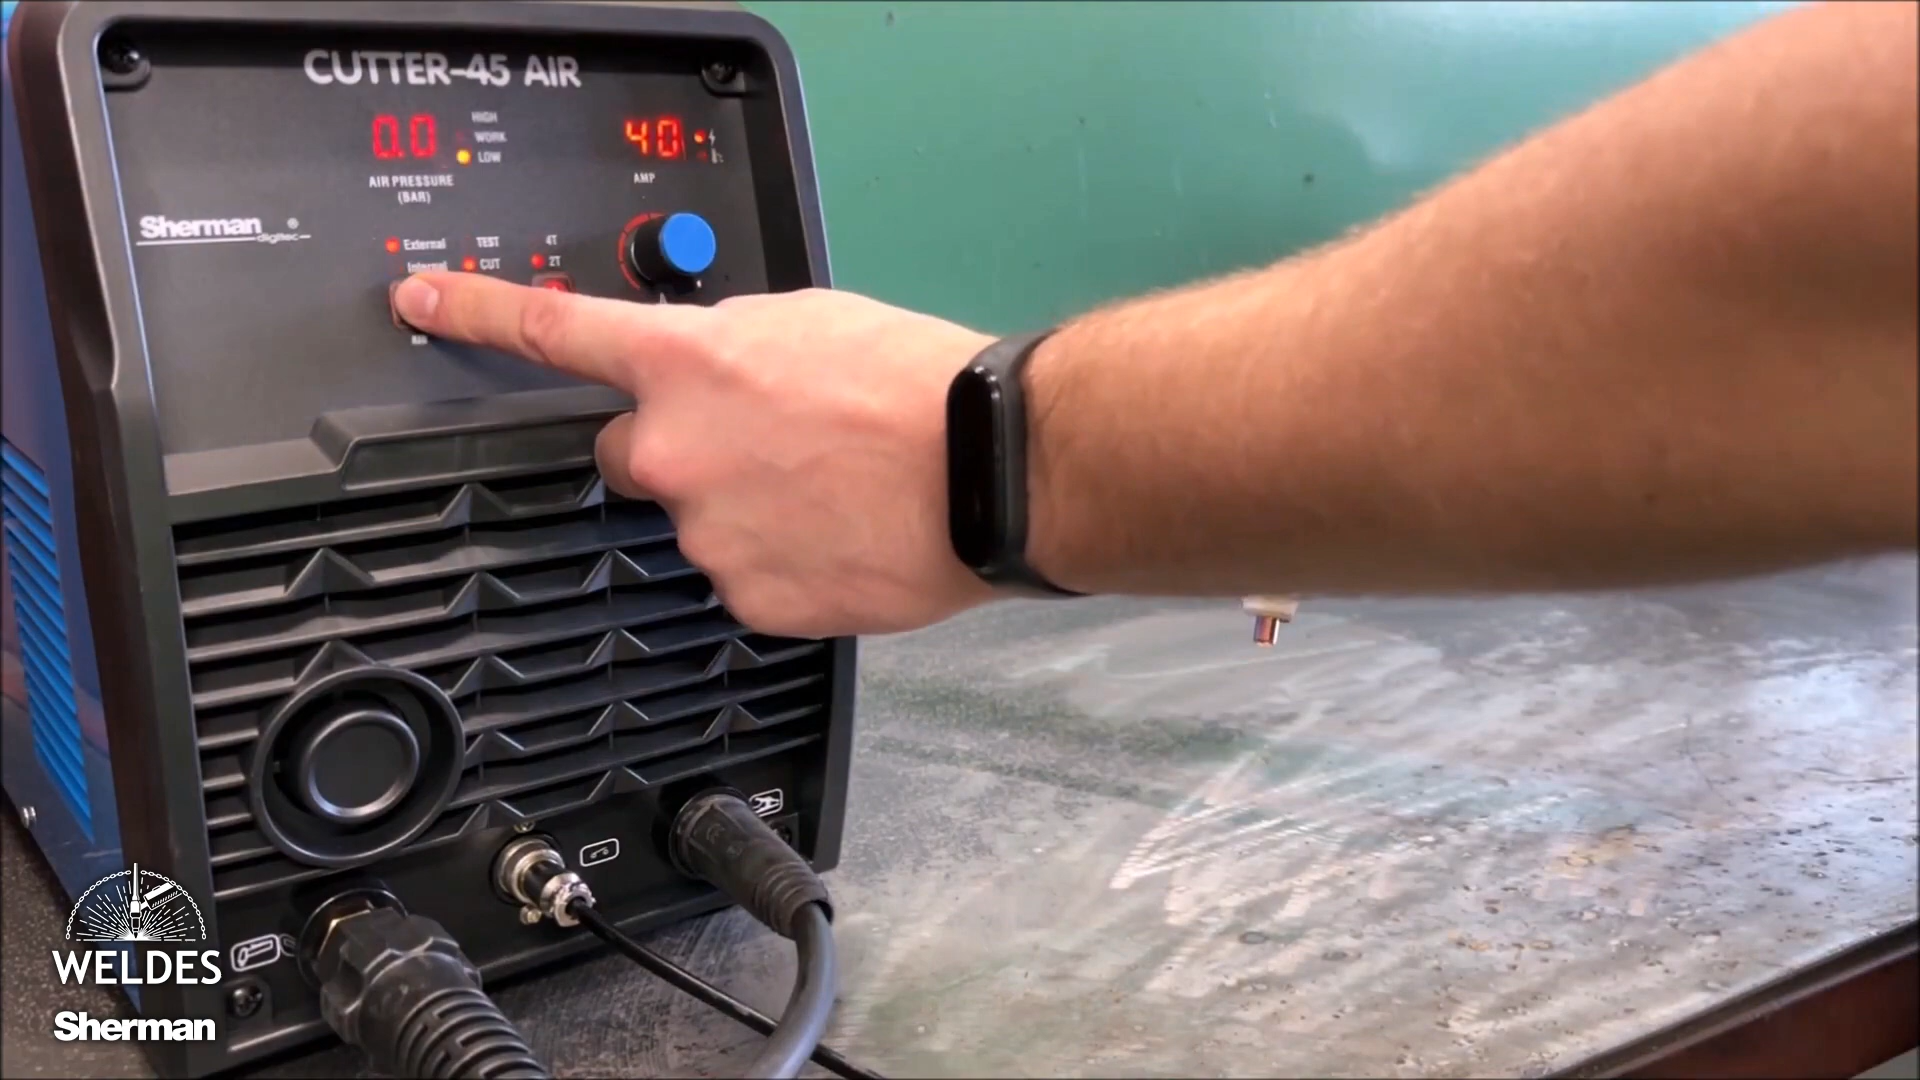 CUTTER-45 AIR
0.0
HIGH
WORK
LOW
40
AIR PRESSURE
(BAR)
AMP
Sherman ®
digitec
External
Internal
TEST
CUT
4T
2T
WELDES
Sherman